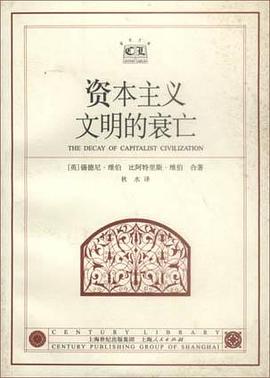 CL
资本主义
文明的衰亡
THE DECAY OF CAPITALIST CIVILIZATION
[英]锡德尼·维伯 比阿特里斯·维伯 合著
秋水 译
CENTURY LIBRARY
上海世纪出版集团 上海人民出版社
CENTURY PUBLISHING GROUP OF SHANGHAI